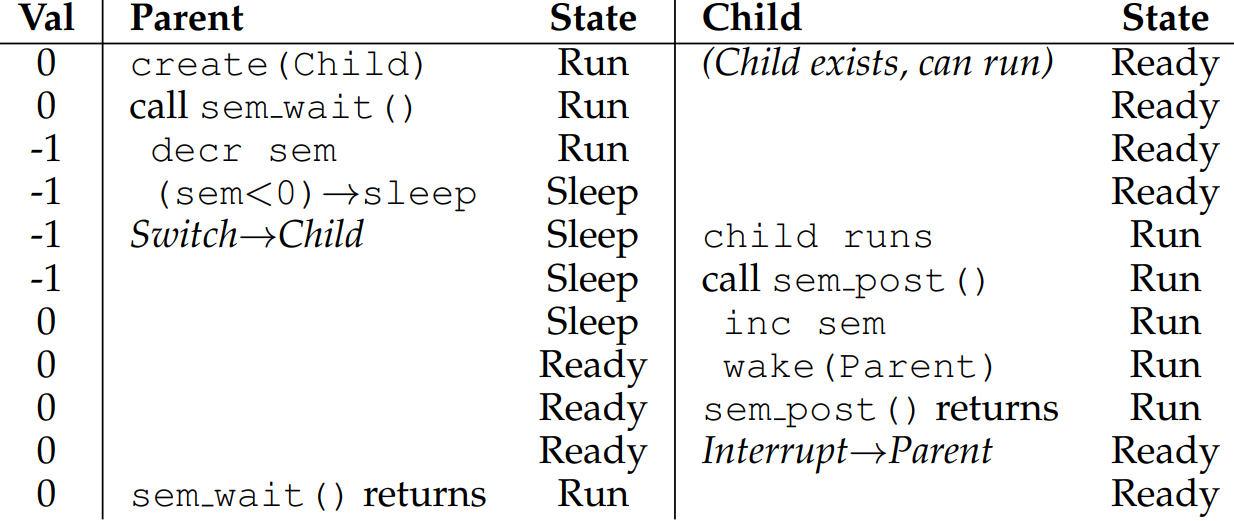 Val Parent State Child State
0 create(Child) Run (Child exists, can run) Ready
0 call sem_wait() Run Ready
-1 decr sem Run Ready
-1 (sem<0)→sleep Sleep Ready
-1 Switch→Child Sleep child runs Run
-1 Sleep call sem_post() Run
0 Sleep inc sem Run
0 Ready wake(Parent) Run
0 Ready sem_post() returns Run
0 Ready Interrupt→Parent Ready
0 sem_wait() returns Run Ready